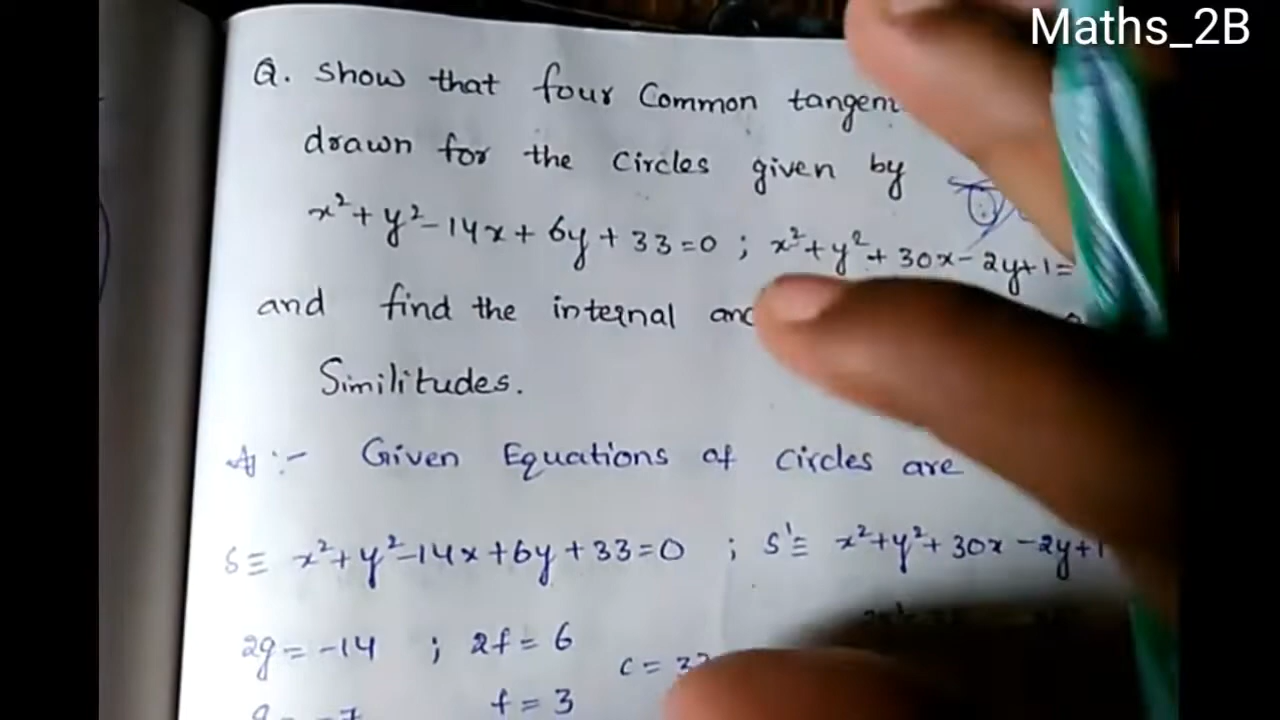 Maths_2B
Q. Show that four Common
drawn for the circles given by
x²+y²-14x+6y+33=0 ; x²+y²+30x-2y+1=
and find the internal
Similitudes.
A:- Given Equations of circles are
S≡ x²+y²-14x+6y+33=0 ; S'≡ x²+y²+30x-2y+1
2g=-14 ; 2f=6
c=
f=3